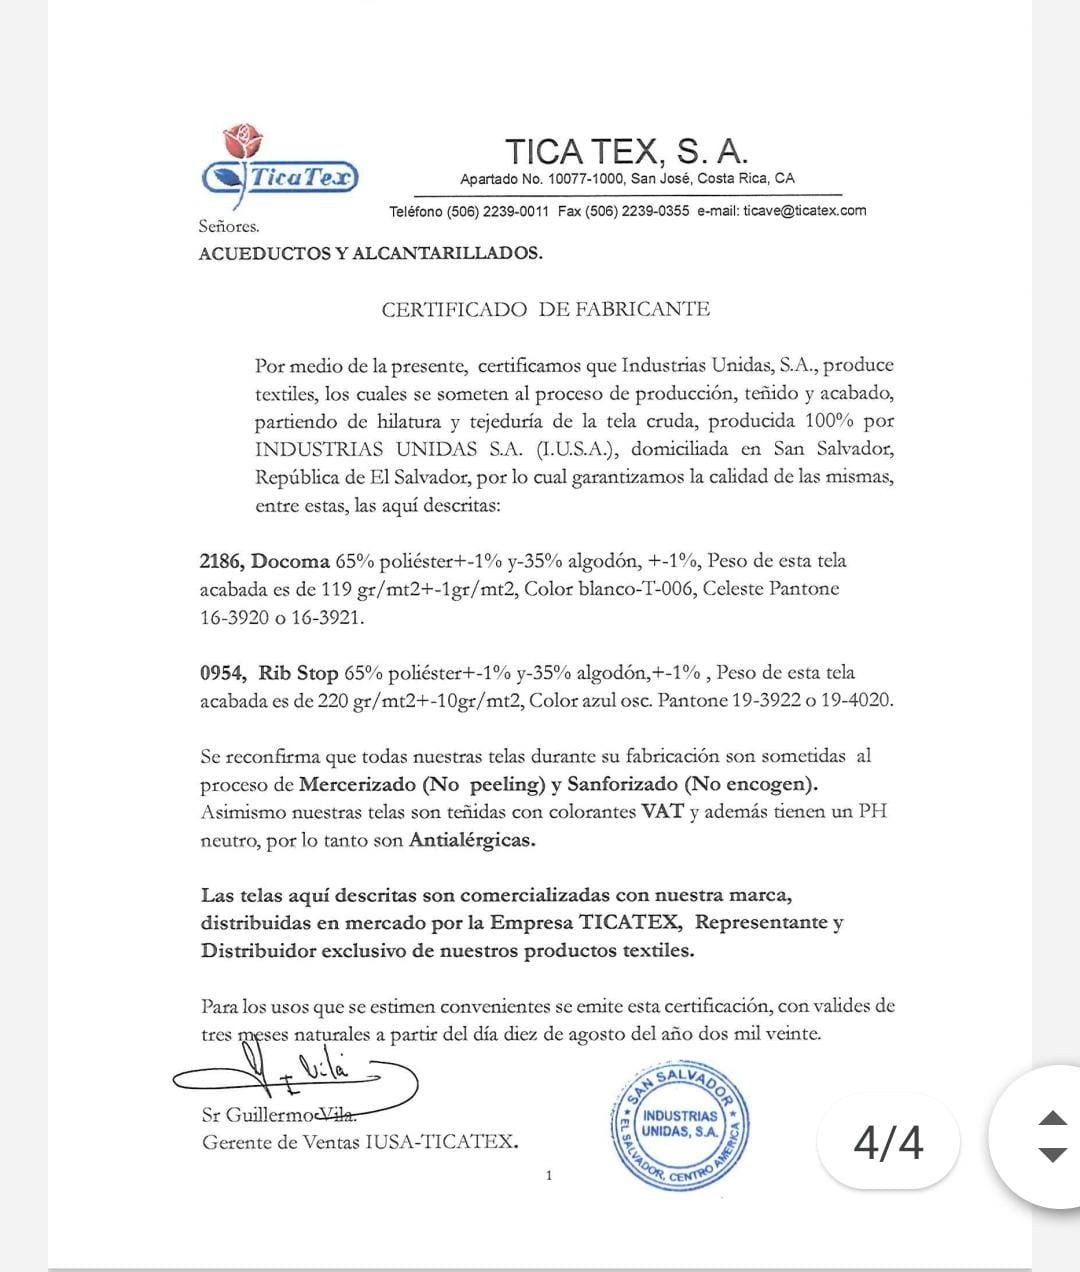 TicaTex
TICA TEX, S. A.
Apartado No. 10077-1000, San José, Costa Rica, CA
Teléfono (506) 2239-0011 Fax (506) 2239-0355 e-mail: ticave@ticatex.com
Señores.
ACUEDUCTOS Y ALCANTARILLADOS.
CERTIFICADO DE FABRICANTE
Por medio de la presente, certificamos que Industrias Unidas, S.A., produce
textiles, los cuales se someten al proceso de producción, teñido y acabado,
partiendo de hilatura y tejeduría de la tela cruda, producida 100% por
INDUSTRIAS UNIDAS S.A. (I.U.S.A.), domiciliada en San Salvador,
República de El Salvador, por lo cual garantizamos la calidad de las mismas,
entre estas, las aquí descritas:
2186, Docoma 65% poliéster+-1% y-35% algodón, +-1%, Peso de esta tela
acabada es de 119 gr/mt2+-1gr/mt2, Color blanco-T-006, Celeste Pantone
16-3920 o 16-3921.
0954, Rib Stop 65% poliéster+-1% y-35% algodón,+-1% , Peso de esta tela
acabada es de 220 gr/mt2+-10gr/mt2, Color azul osc. Pantone 19-3922 o 19-4020.
Se reconfirma que todas nuestras telas durante su fabricación son sometidas al
proceso de Mercerizado (No peeling) y Sanforizado (No encogen).
Asimismo nuestras telas son teñidas con colorantes VAT y además tienen un PH
neutro, por lo tanto son Antialérgicas.
Las telas aquí descritas son comercializadas con nuestra marca,
distribuidas en mercado por la Empresa TICATEX, Representante y
Distribuidor exclusivo de nuestros productos textiles.
Para los usos que se estimen convenientes se emite esta certificación, con valides de
tres meses naturales a partir del día diez de agosto del año dos mil veinte.
Vilá
Sr Guillermo Vila.
Gerente de Ventas IUSA-TICATEX.
SAN SALVADOR
INDUSTRIAS
UNIDAS, S.A.
EL SALVADOR, CENTRO AMERICA
1
4/4